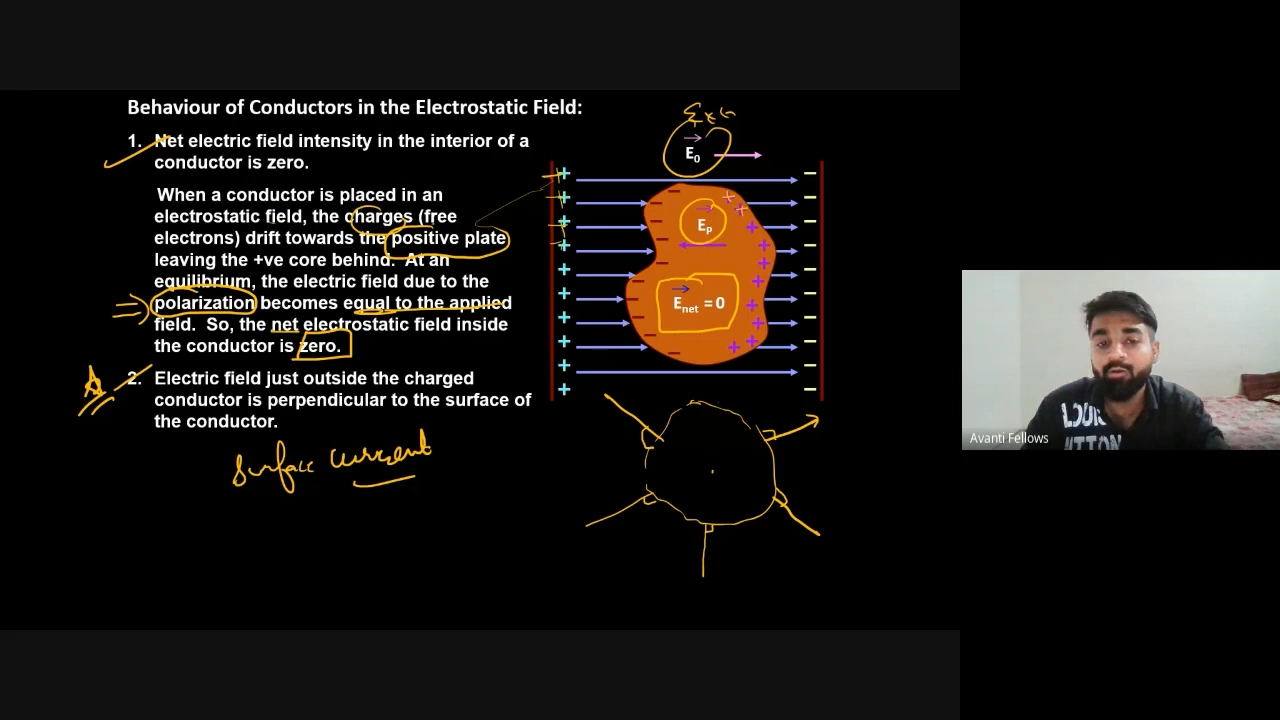 Behaviour of Conductors in the Electrostatic Field:
1. Net electric field intensity in the interior of a
conductor is zero.
When a conductor is placed in an
electrostatic field, the charges (free
electrons) drift towards the positive plate
leaving the +ve core behind. At an
equilibrium, the electric field due to the
polarization becomes equal to the applied
field. So, the net electrostatic field inside
the conductor is zero.
2. Electric field just outside the charged
conductor is perpendicular to the surface of
the conductor.
Surface current
E0
EP
Enet = 0
LOUIS
Avanti Fellows